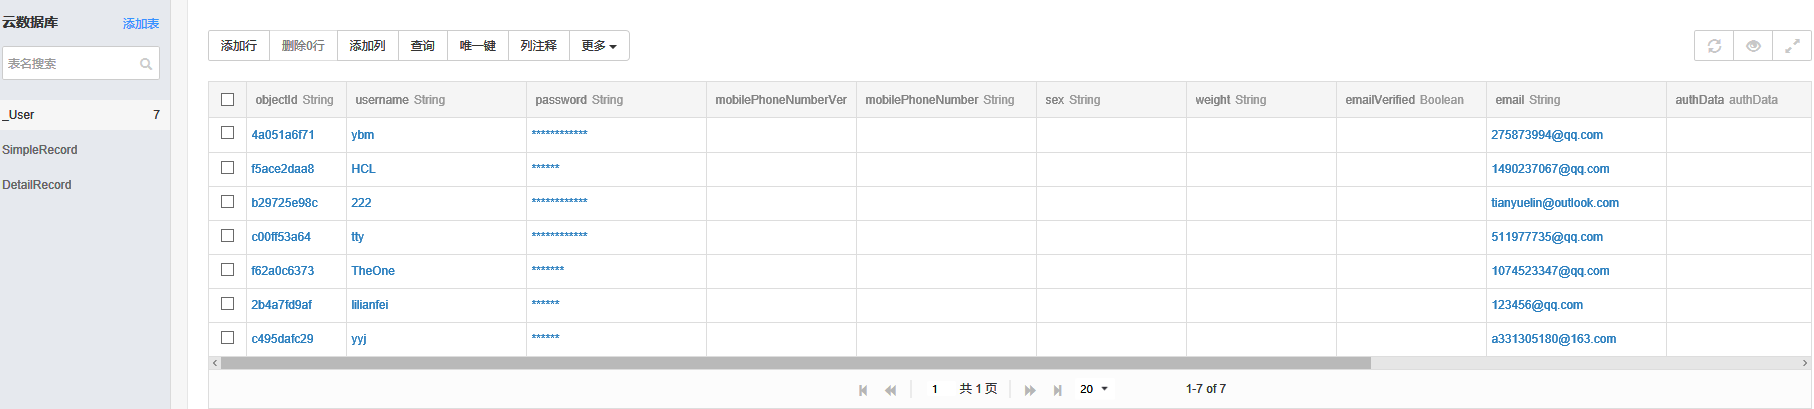 云数据库 添加表
表名搜索
_User 7
SimpleRecord
DetailRecord
添加行 删除0行 添加列 查询 唯一键 列注释 更多
objectId String username String password String mobilePhoneNumberVer mobilePhoneNumber String sex String weight String emailVerified Boolean email String authData authData
4a051a6f71 ybm ************ 275873994@qq.com
f5ace2daa8 HCL ****** 1490237067@qq.com
b29725e98c 222 ************ tianyuelin@outlook.com
c00ff53a64 tty ************ 511977735@qq.com
f62a0c6373 TheOne ******* 1074523347@qq.com
2b4a7fd9af lilianfei ****** 123456@qq.com
c495dafc29 yyj ****** a331305180@163.com
1 共 1 页 20 1-7 of 7